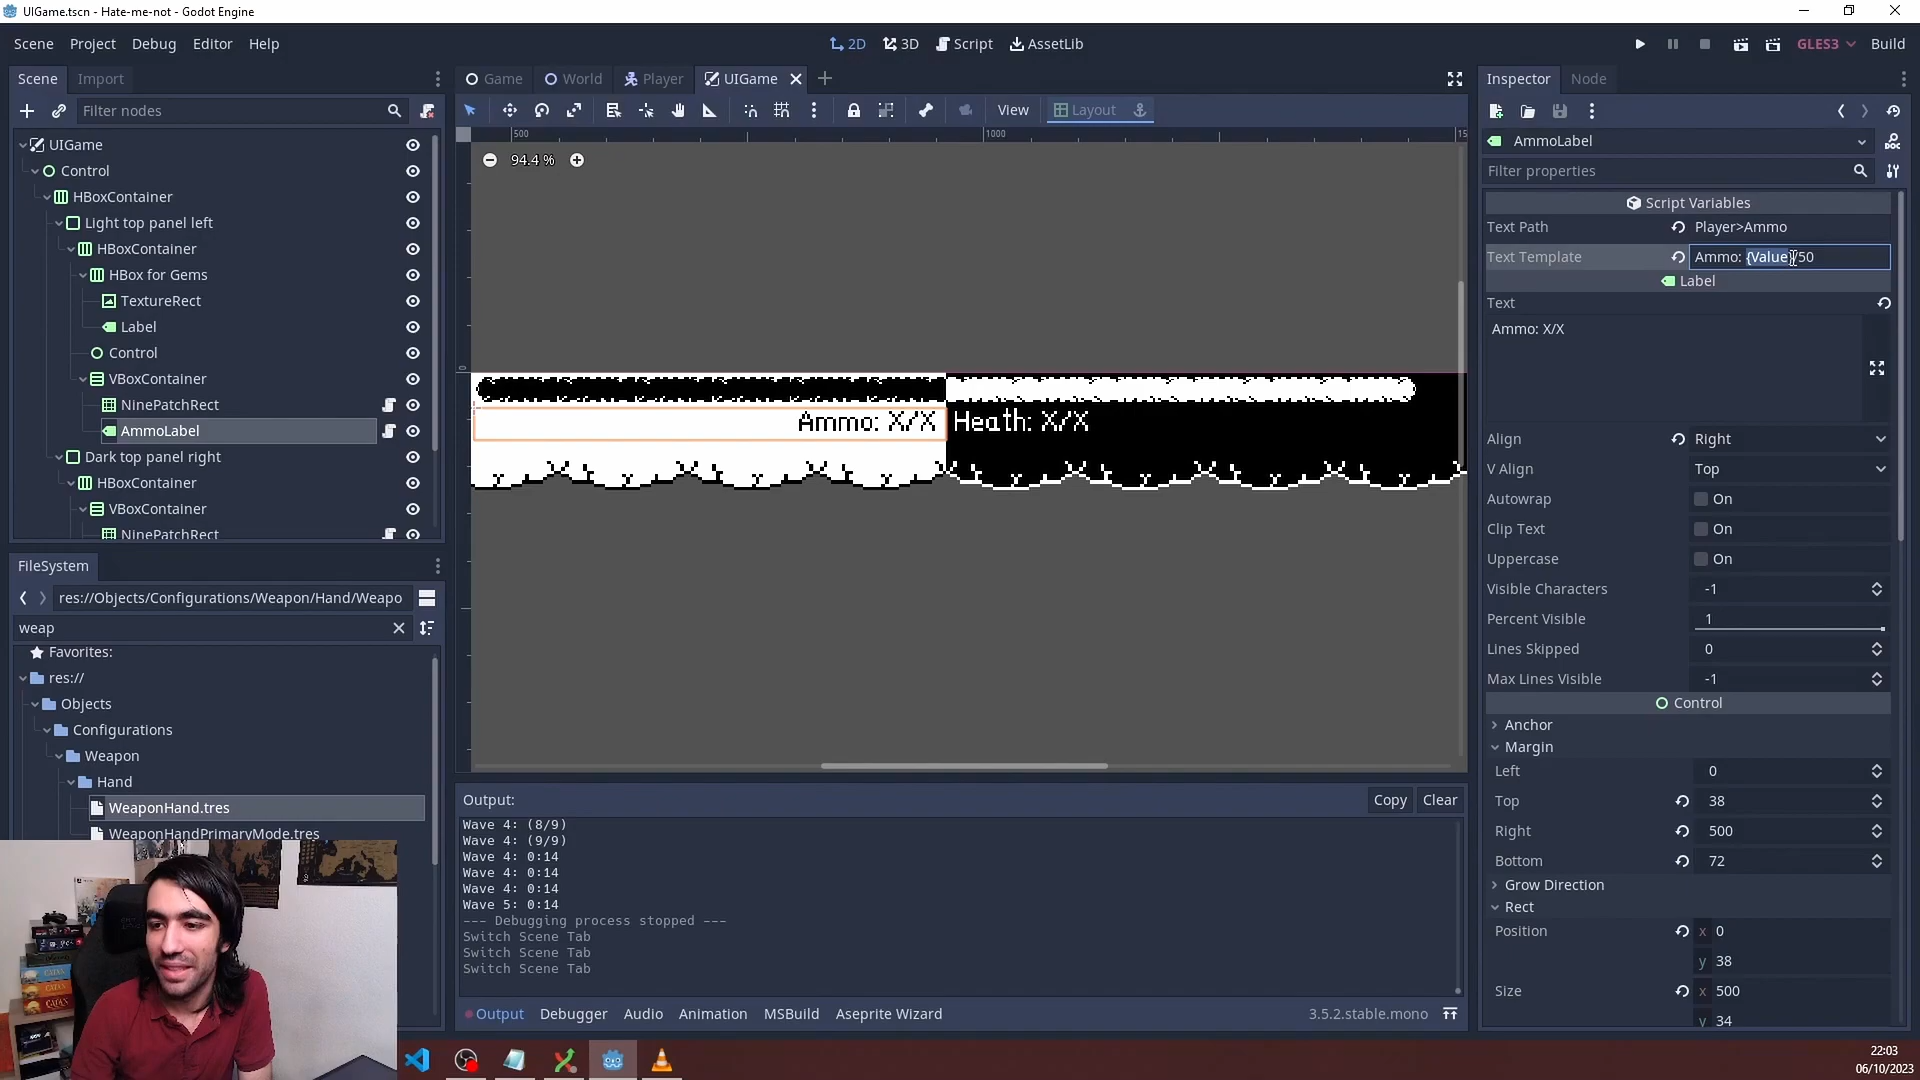 UIGame.tscn - Hate-me-not - Godot Engine
Scene Project Debug Editor Help
2D 3D Script AssetLib
GLES3 Build
Scene Import
Filter nodes
UIGame
Control
HBoxContainer
Light top panel left
HBoxContainer
HBox for Gems
TextureRect
Label
Control
VBoxContainer
NinePatchRect
AmmoLabel
Dark top panel right
HBoxContainer
VBoxContainer
NinePatchRect
FileSystem
res://Objects/Configurations/Weapon/Hand/Weapo
weap
Favorites:
res://
Objects
Configurations
Weapon
Hand
WeaponHand.tres
WeaponHandPrimaryMode.tres
Game World Player UIGame
View Layout
500 1000 15
94.4 %
0
Ammo: X/X Heath: X/X
Output: Copy Clear
Wave 4: (8/9)
Wave 4: (9/9)
Wave 4: 0:14
Wave 4: 0:14
Wave 4: 0:14
Wave 5: 0:14
--- Debugging process stopped ---
Switch Scene Tab
Switch Scene Tab
Switch Scene Tab
Output Debugger Audio Animation MSBuild Aseprite Wizard 3.5.2.stable.mono
Inspector Node
AmmoLabel
Filter properties
Script Variables
Text Path Player>Ammo
Text Template Ammo: {Value}/50
Label
Text
Ammo: X/X
Align Right
V Align Top
Autowrap On
Clip Text On
Uppercase On
Visible Characters -1
Percent Visible 1
Lines Skipped 0
Max Lines Visible -1
Control
Anchor
Margin
Left 0
Top 38
Right 500
Bottom 72
Grow Direction
Rect
Position x 0
y 38
Size x 500
y 34
22:03
06/10/2023